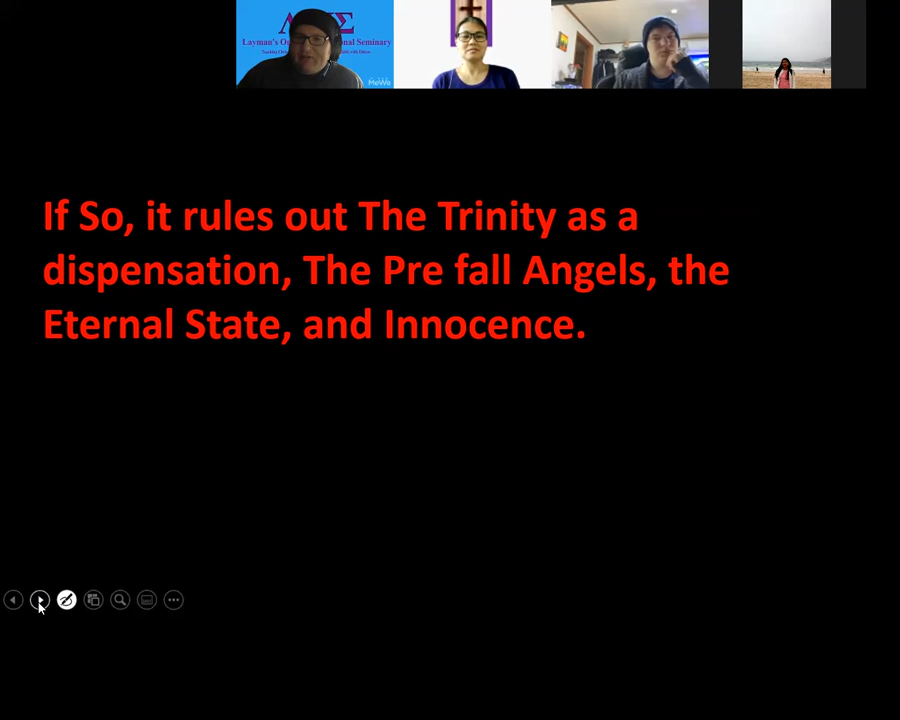 Layman's
Seminary
MeWe
If So, it rules out The Trinity as a
dispensation, The Pre fall Angels, the
Eternal State, and Innocence.